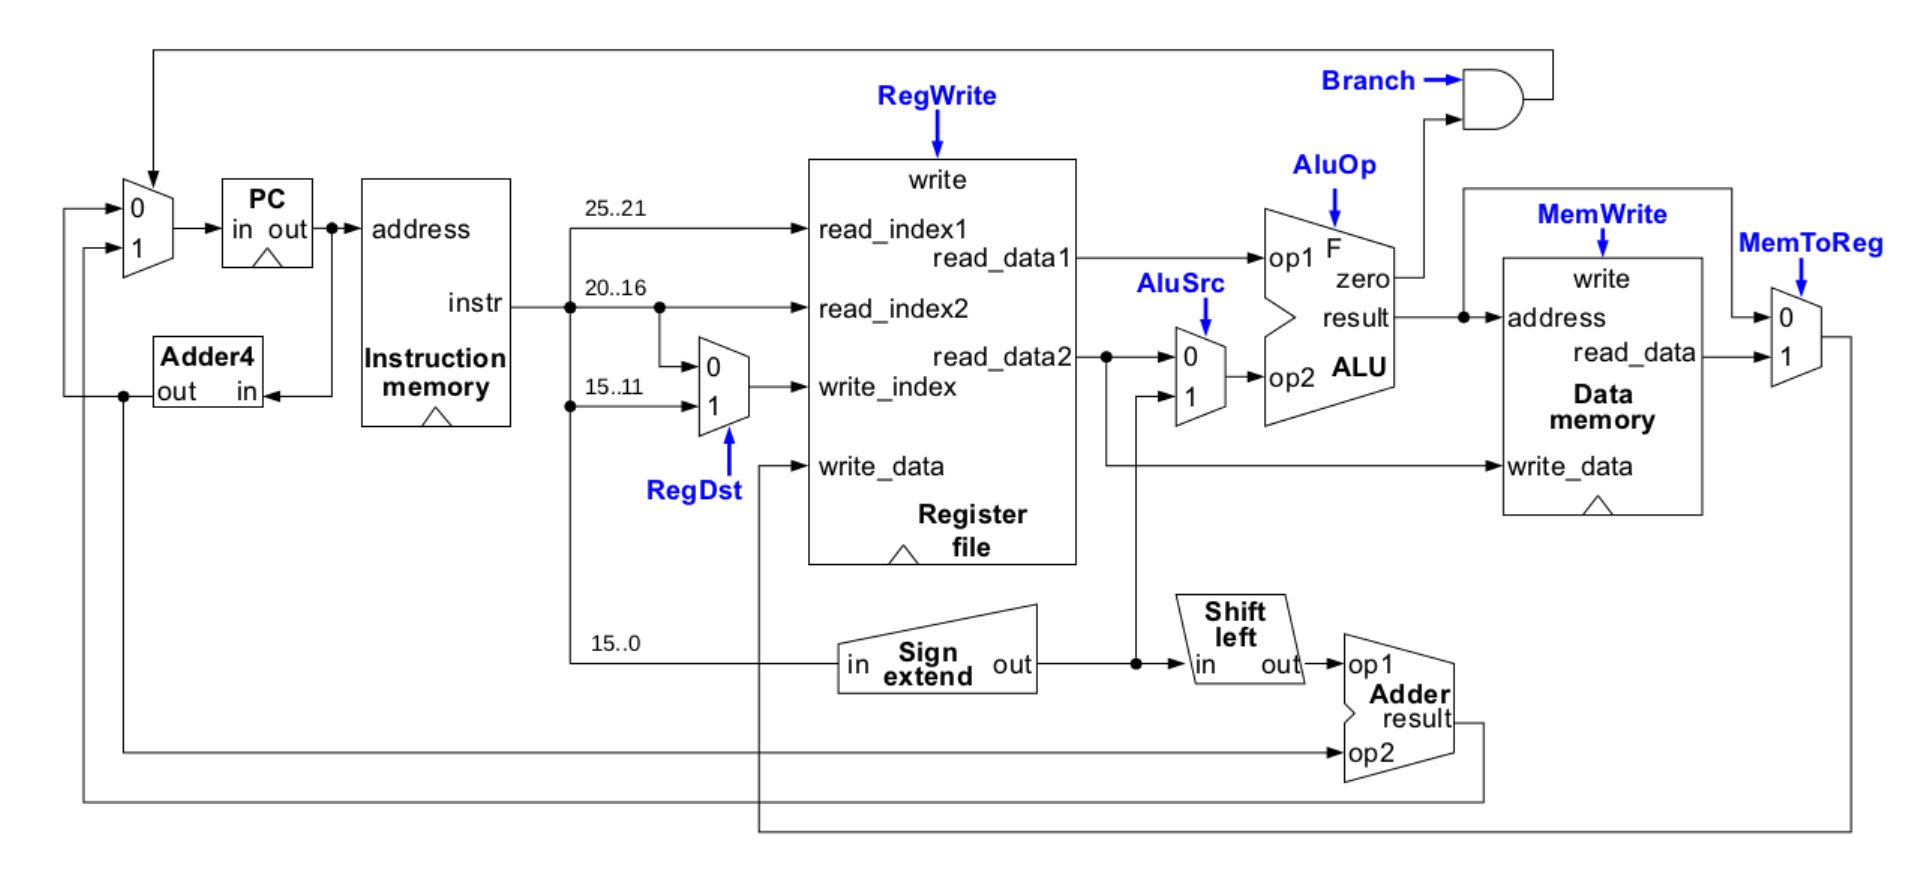 Branch
RegWrite
AluOp
MemWrite
MemToReg
AluSrc
RegDst
0
1
PC
in out
Adder4
out in
address
instr
Instruction
memory
25..21
20..16
15..11
15..0
0
1
write
read_index1
read_data1
read_index2
read_data2
write_index
write_data
Register
file
0
1
op1
F
zero
result
ALU
op2
write
address
read_data
Data
memory
write_data
0
1
in
Sign
extend
out
Shift
left
in
out
op1
Adder
result
op2